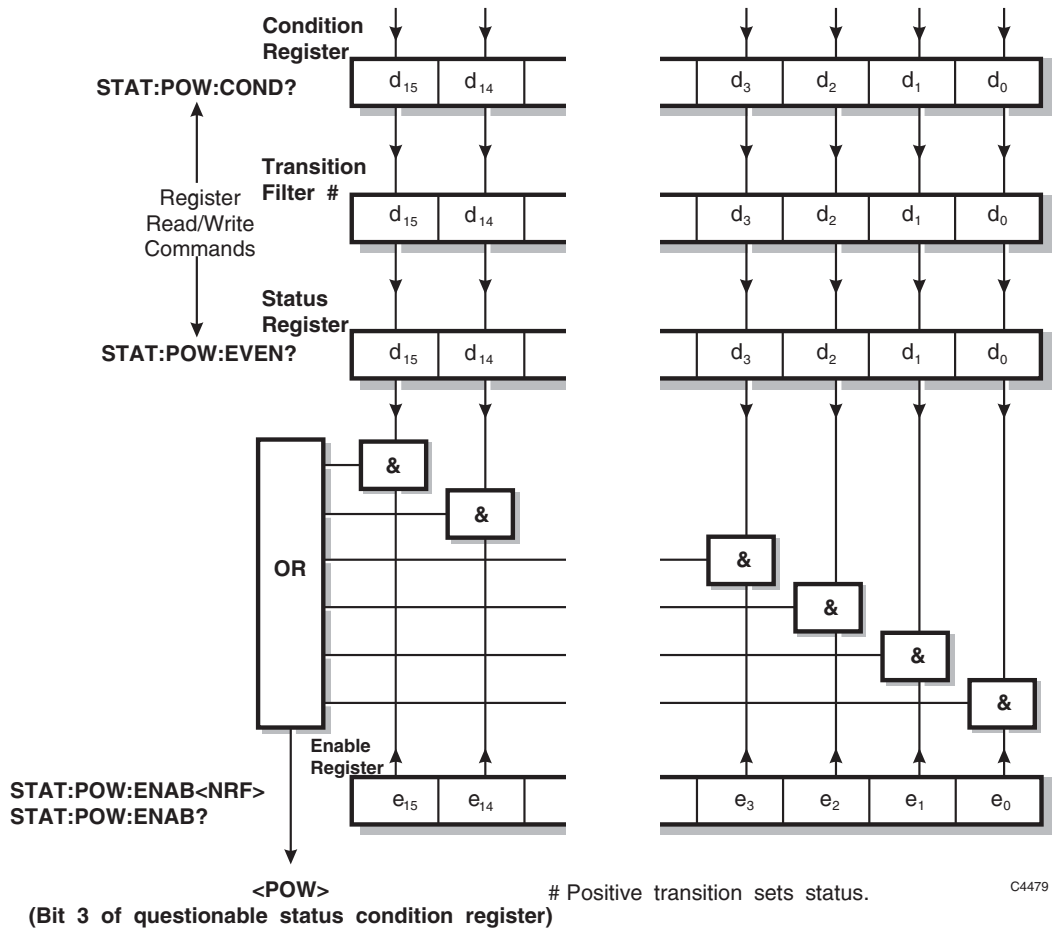 Condition
Register
STAT:POW:COND?
d15 d14 d3 d2 d1 d0
Transition
Filter #
Register
Read/Write
Commands
d15 d14 d3 d2 d1 d0
Status
Register
STAT:POW:EVEN?
d15 d14 d3 d2 d1 d0
&
&
OR
&
&
&
&
Enable
Register
STAT:POW:ENAB<NRF>
STAT:POW:ENAB?
e15 e14 e3 e2 e1 e0
<POW>
(Bit 3 of questionable status condition register)
# Positive transition sets status.
C4479